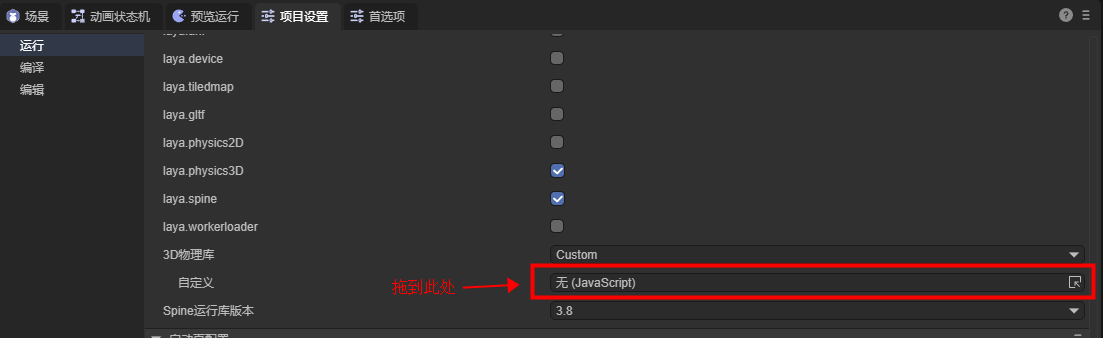 场景
动画状态机
预览运行
项目设置
首选项
运行
编译
编辑
laya.device
laya.tiledmap
laya.gltf
laya.physics2D
laya.physics3D
laya.spine
laya.workerloader
3D物理库
Custom
自定义
拖到此处
无 (JavaScript)
Spine运行库版本
3.8